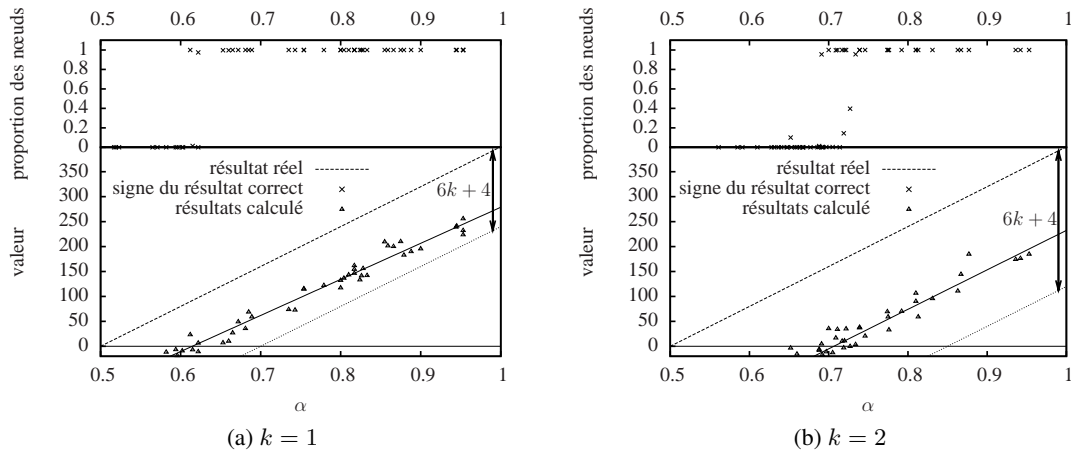 0.5 0.6 0.7 0.8 0.9 1
proportion des nœuds
1
0.8
0.6
0.4
0.2
0
valeur
350
300
250
200
150
100
50
0
résultat réel
signe du résultat correct
résultats calculé
6k + 4
0.5 0.6 0.7 0.8 0.9 1
α
(a) k = 1
0.5 0.6 0.7 0.8 0.9 1
proportion des nœuds
1
0.8
0.6
0.4
0.2
0
valeur
350
300
250
200
150
100
50
0
résultat réel
signe du résultat correct
résultats calculé
6k + 4
0.5 0.6 0.7 0.8 0.9 1
α
(b) k = 2